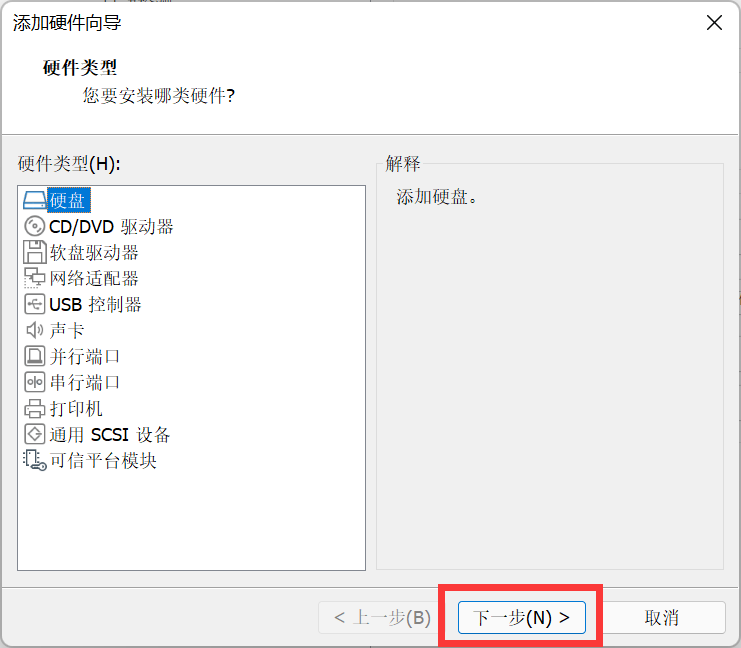 添加硬件向导
硬件类型
您要安装哪类硬件?
硬件类型(H):
硬盘
CD/DVD 驱动器
软盘驱动器
网络适配器
USB 控制器
声卡
并行端口
串行端口
打印机
通用 SCSI 设备
可信平台模块
解释
添加硬盘。
< 上一步(B)
下一步(N) >
取消